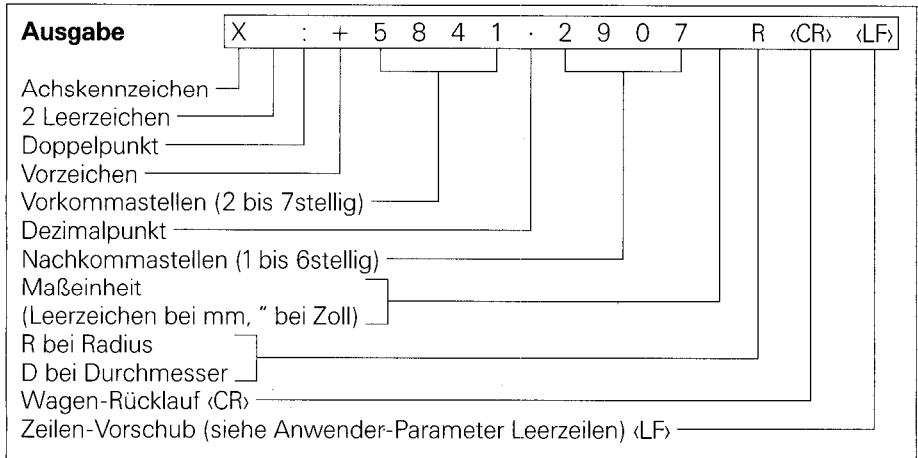 Ausgabe X : + 5 8 4 1 . 2 9 0 7 R ‹CR› ‹LF›
Achskennzeichen
2 Leerzeichen
Doppelpunkt
Vorzeichen
Vorkommastellen (2 bis 7stellig)
Dezimalpunkt
Nachkommastellen (1 bis 6stellig)
Maßeinheit
(Leerzeichen bei mm, " bei Zoll)
R bei Radius
D bei Durchmesser
Wagen-Rücklauf ‹CR›
Zeilen-Vorschub (siehe Anwender-Parameter Leerzeilen) ‹LF›